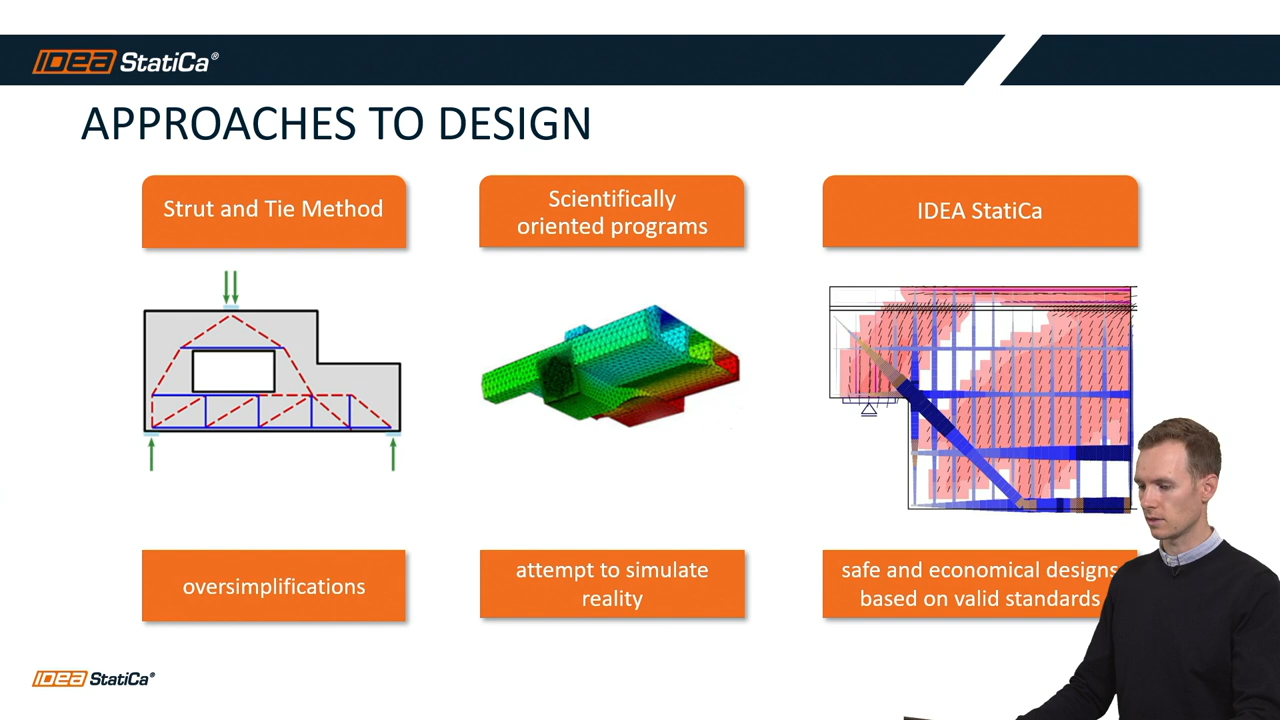 IDEA StatiCa®
APPROACHES TO DESIGN
Strut and Tie Method
Scientifically
oriented programs
IDEA StatiCa
oversimplifications
attempt to simulate
reality
safe and economical designs
based on valid standards
IDEA StatiCa®